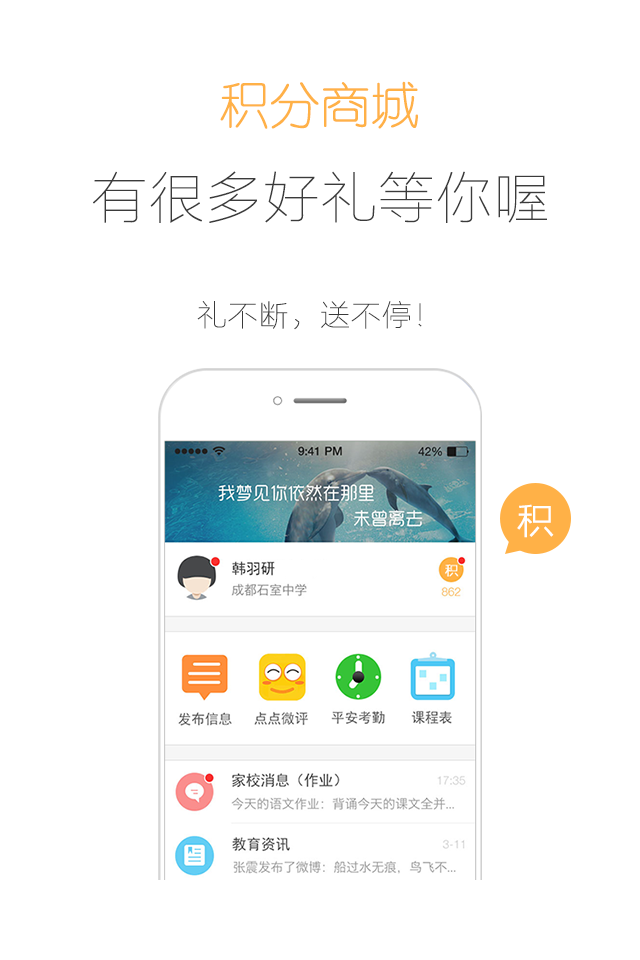 积分商城
有很多好礼等你喔
礼不断，送不停！
9:41 PM
42%
我梦见你依然在那里
未曾离去
积
韩羽研
积
成都石室中学
862
发布信息
点点微评
平安考勤
课程表
家校消息（作业）
17:35
今天的语文作业：背诵今天的课文全并...
教育资讯
3-11
张震发布了微博：船过水无痕，鸟飞不...